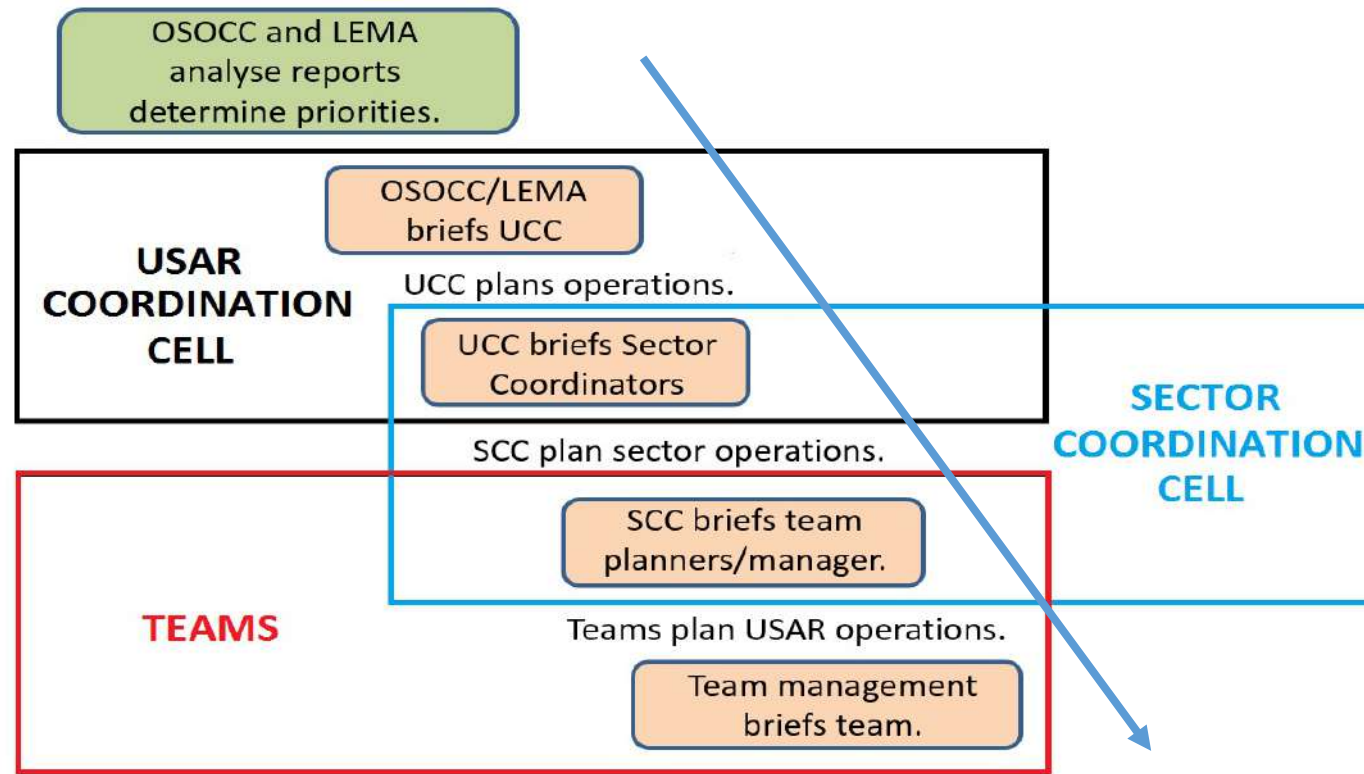 OSOCC and LEMA
analyse reports
determine priorities.
OSOCC/LEMA
briefs UCC
USAR
COORDINATION
CELL
UCC plans operations.
UCC briefs Sector
Coordinators
SECTOR
COORDINATION
CELL
SCC plan sector operations.
SCC briefs team
planners/manager.
TEAMS
Teams plan USAR operations.
Team management
briefs team.